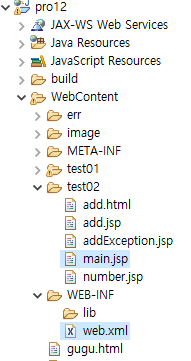 pro12
JAX-WS Web Services
Java Resources
JavaScript Resources
build
WebContent
err
image
META-INF
test01
test02
add.html
add.jsp
addException.jsp
main.jsp
number.jsp
WEB-INF
lib
web.xml
gugu.html